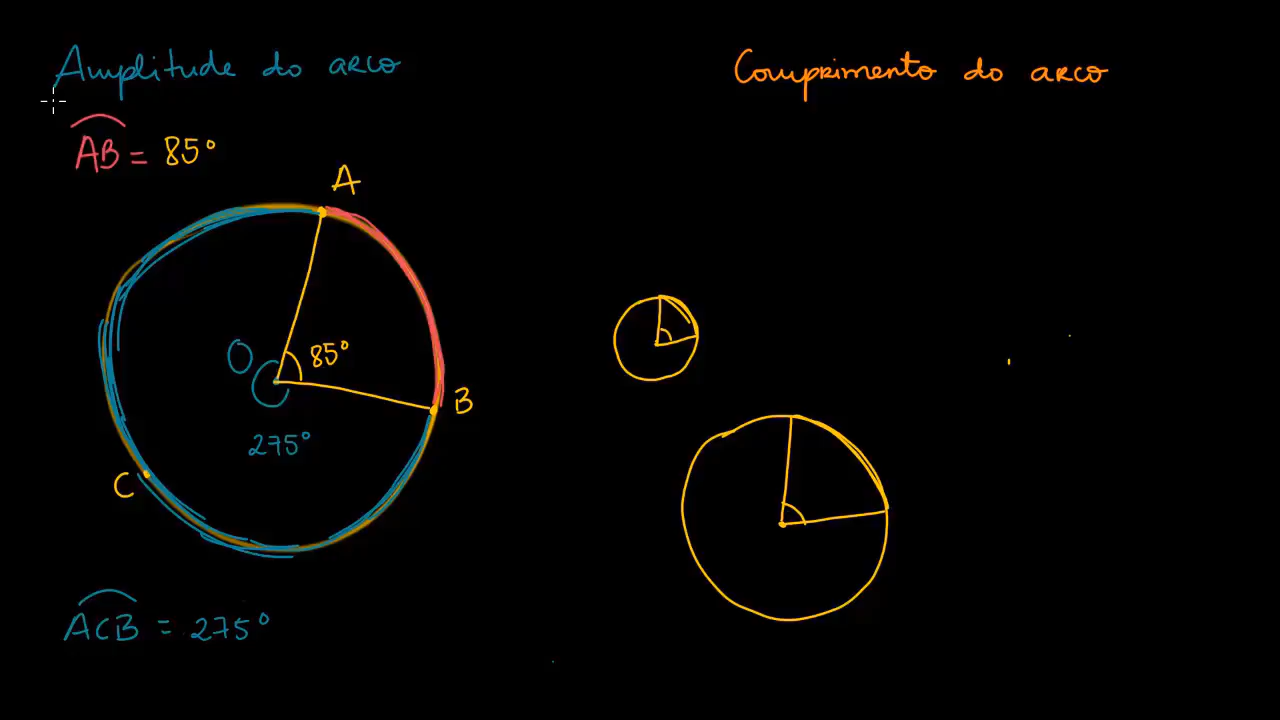 Amplitude do arco
Comprimento do arco
AB = 85°
A
O
85°
B
275°
C
ACB = 275°